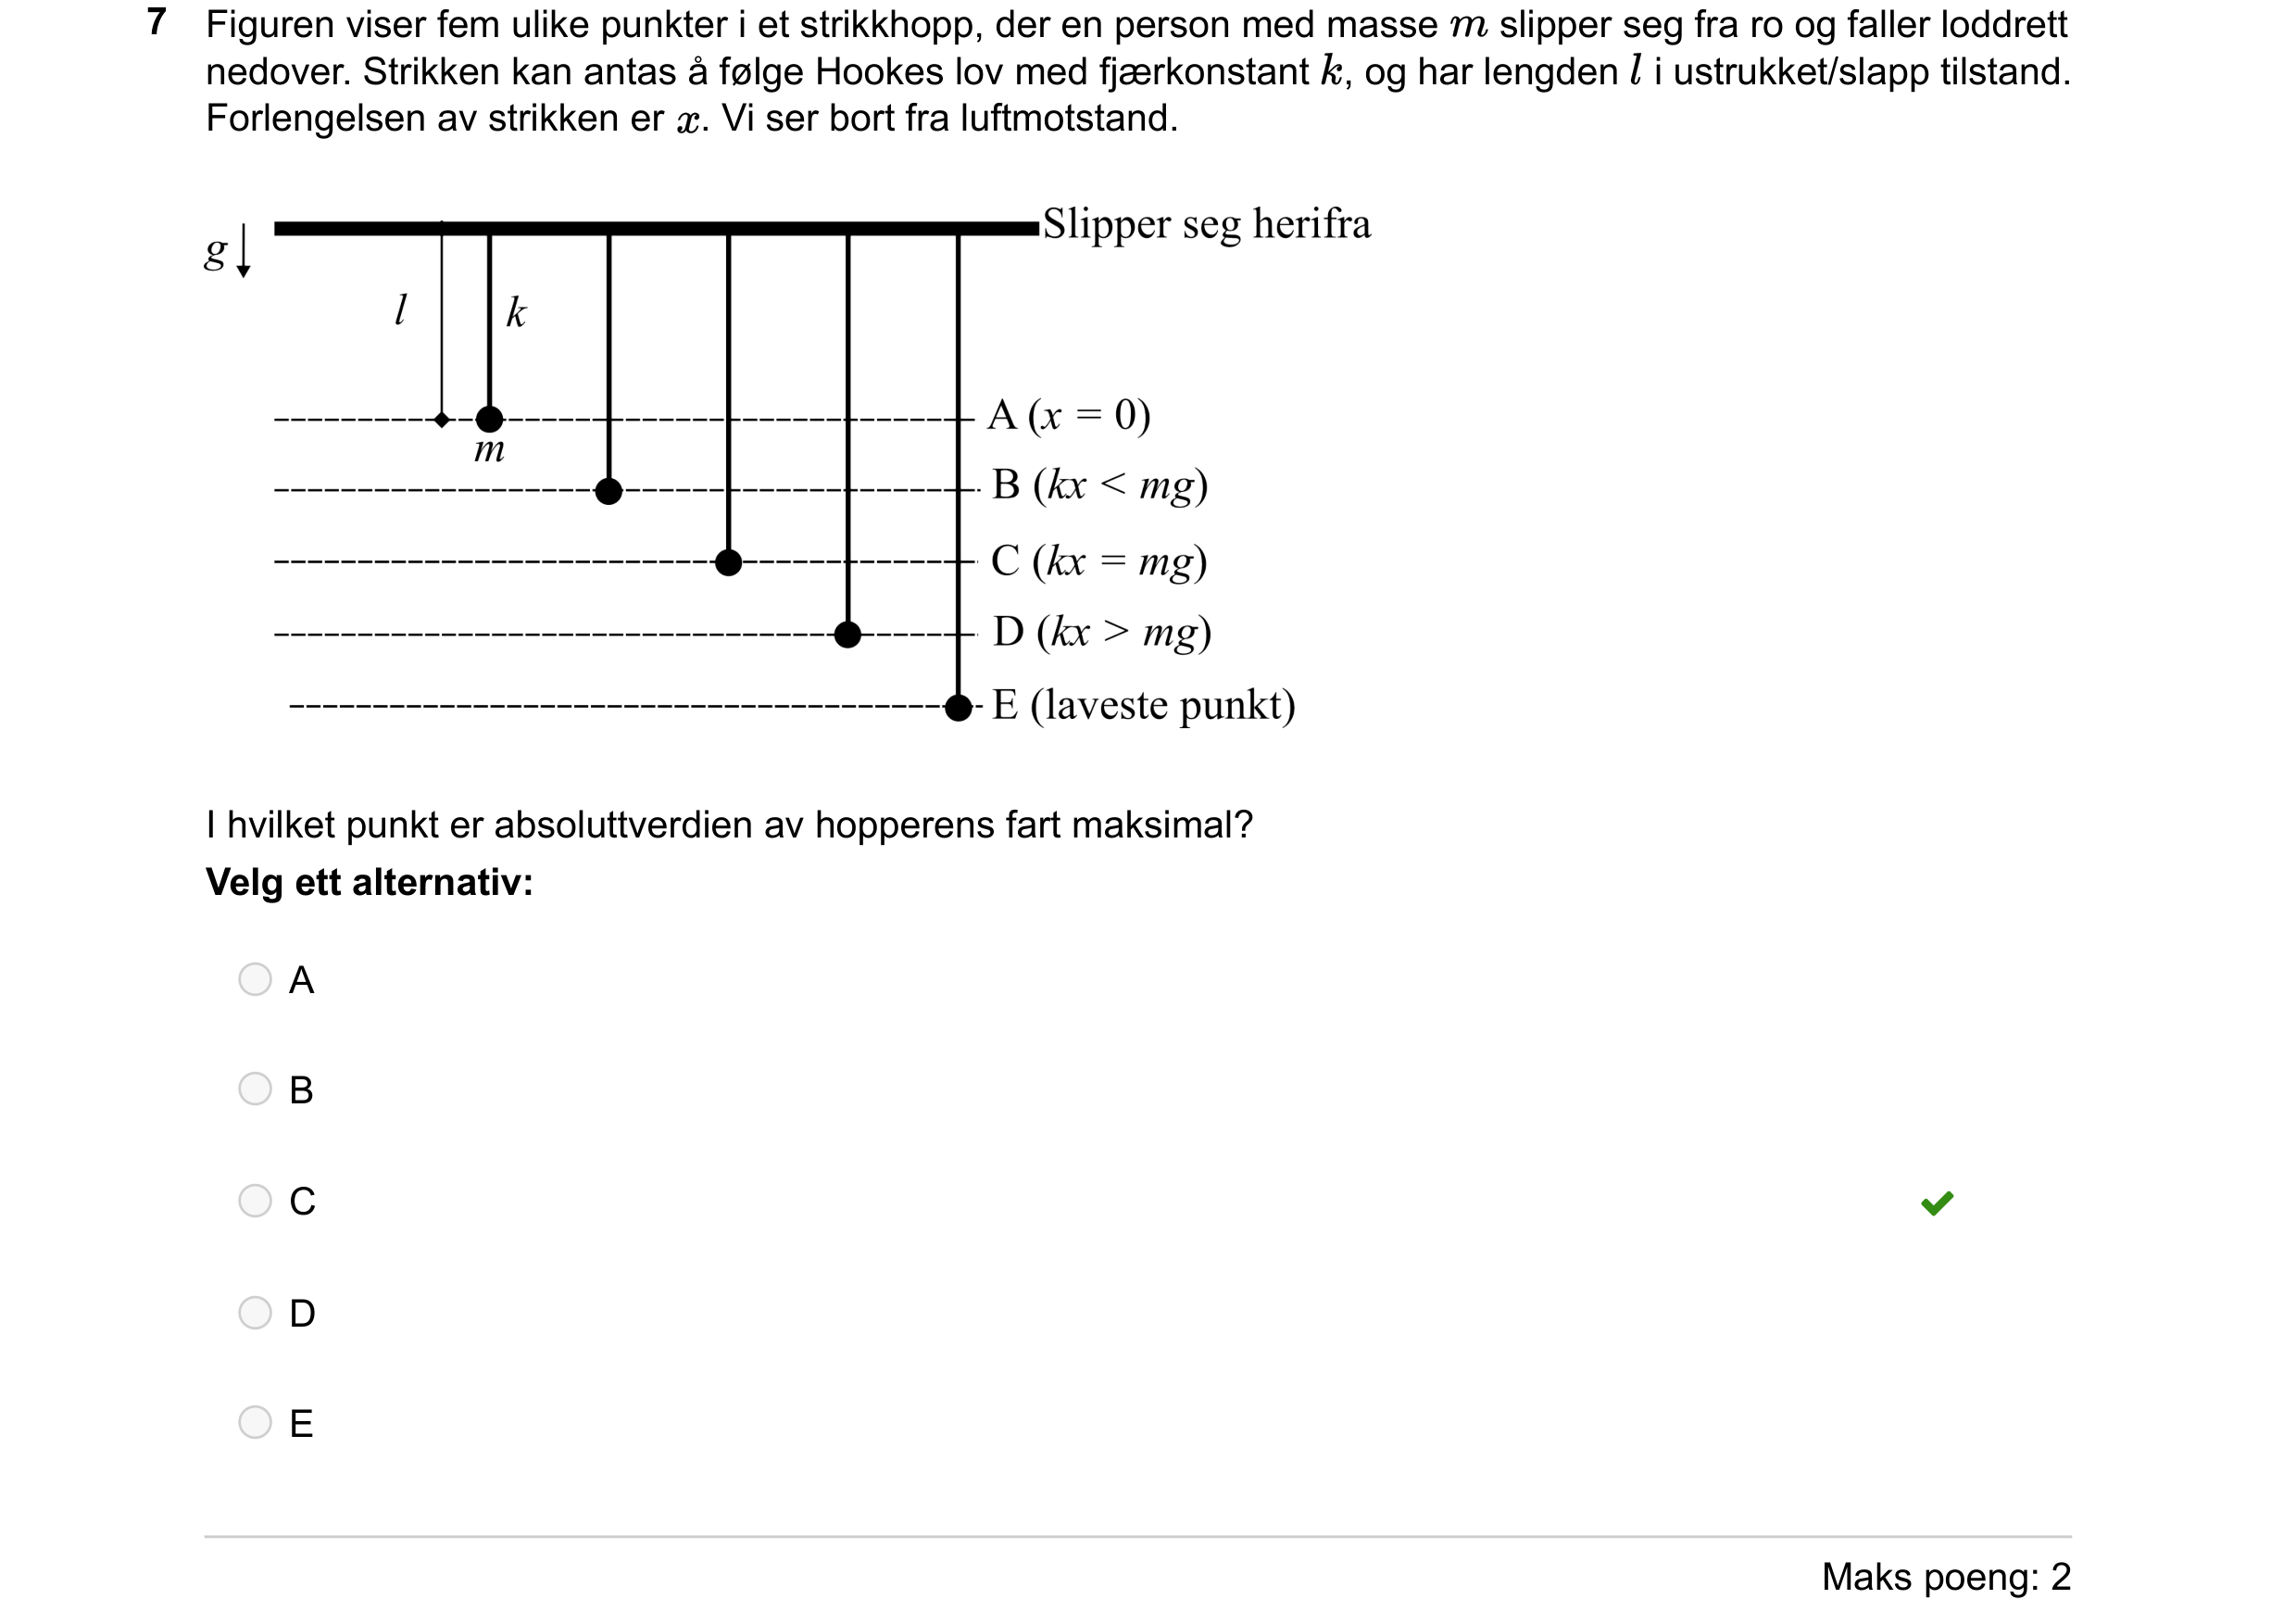 7 Figuren viser fem ulike punkter i et strikkhopp, der en person med masse m slipper seg fra ro og faller loddrett
nedover. Strikken kan antas å følge Hookes lov med fjærkonstant k, og har lengden l i ustrukket/slapp tilstand.
Forlengelsen av strikken er x. Vi ser bort fra luftmotstand.
Slipper seg herifra
g
l
k
A (x = 0)
m
B (kx < mg)
C (kx = mg)
D (kx > mg)
E (laveste punkt)
I hvilket punkt er absoluttverdien av hopperens fart maksimal?
Velg ett alternativ:
A
B
C
D
E
Maks poeng: 2